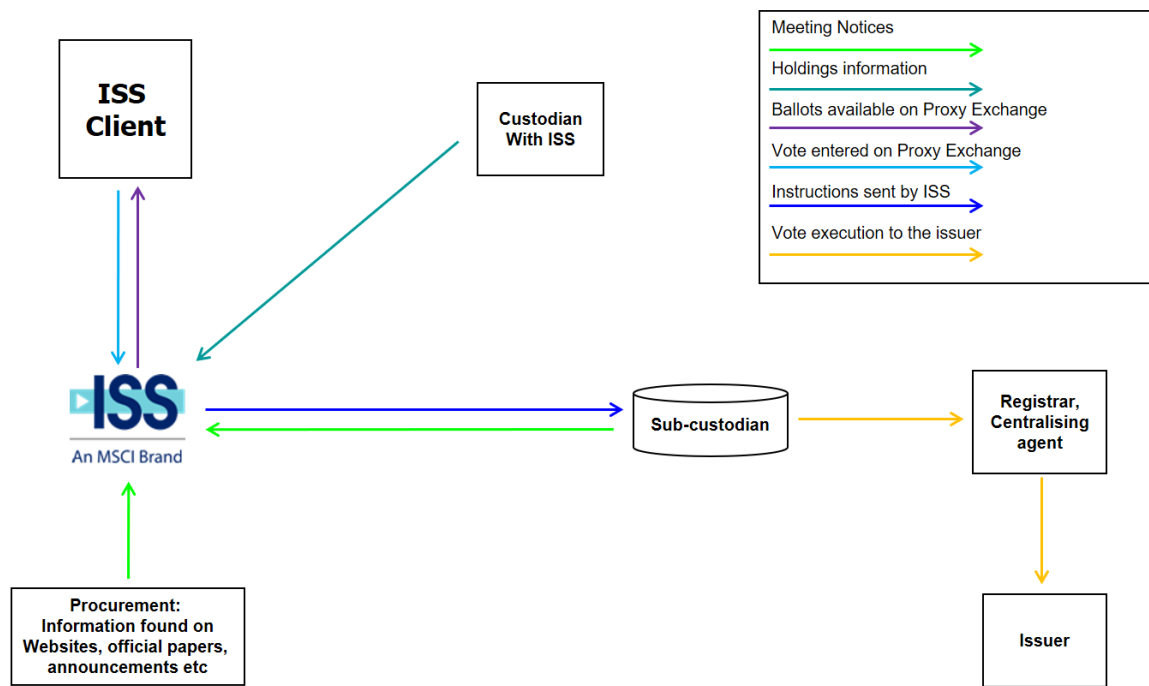 ISS
Client
Custodian
With ISS
Meeting Notices
Holdings information
Ballots available on Proxy Exchange
Vote entered on Proxy Exchange
Instructions sent by ISS
Vote execution to the issuer
ISS
An MSCI Brand
Sub-custodian
Registrar,
Centralising
agent
Procurement:
Information found on
Websites, official papers,
announcements etc
Issuer